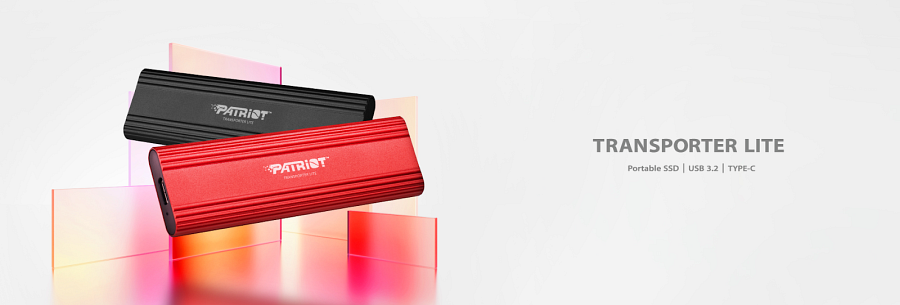 PATRIOT
TRANSPORTER LITE
PATRIOT
TRANSPORTER LITE
TRANSPORTER LITE
Portable SSD | USB 3.2 | TYPE-C